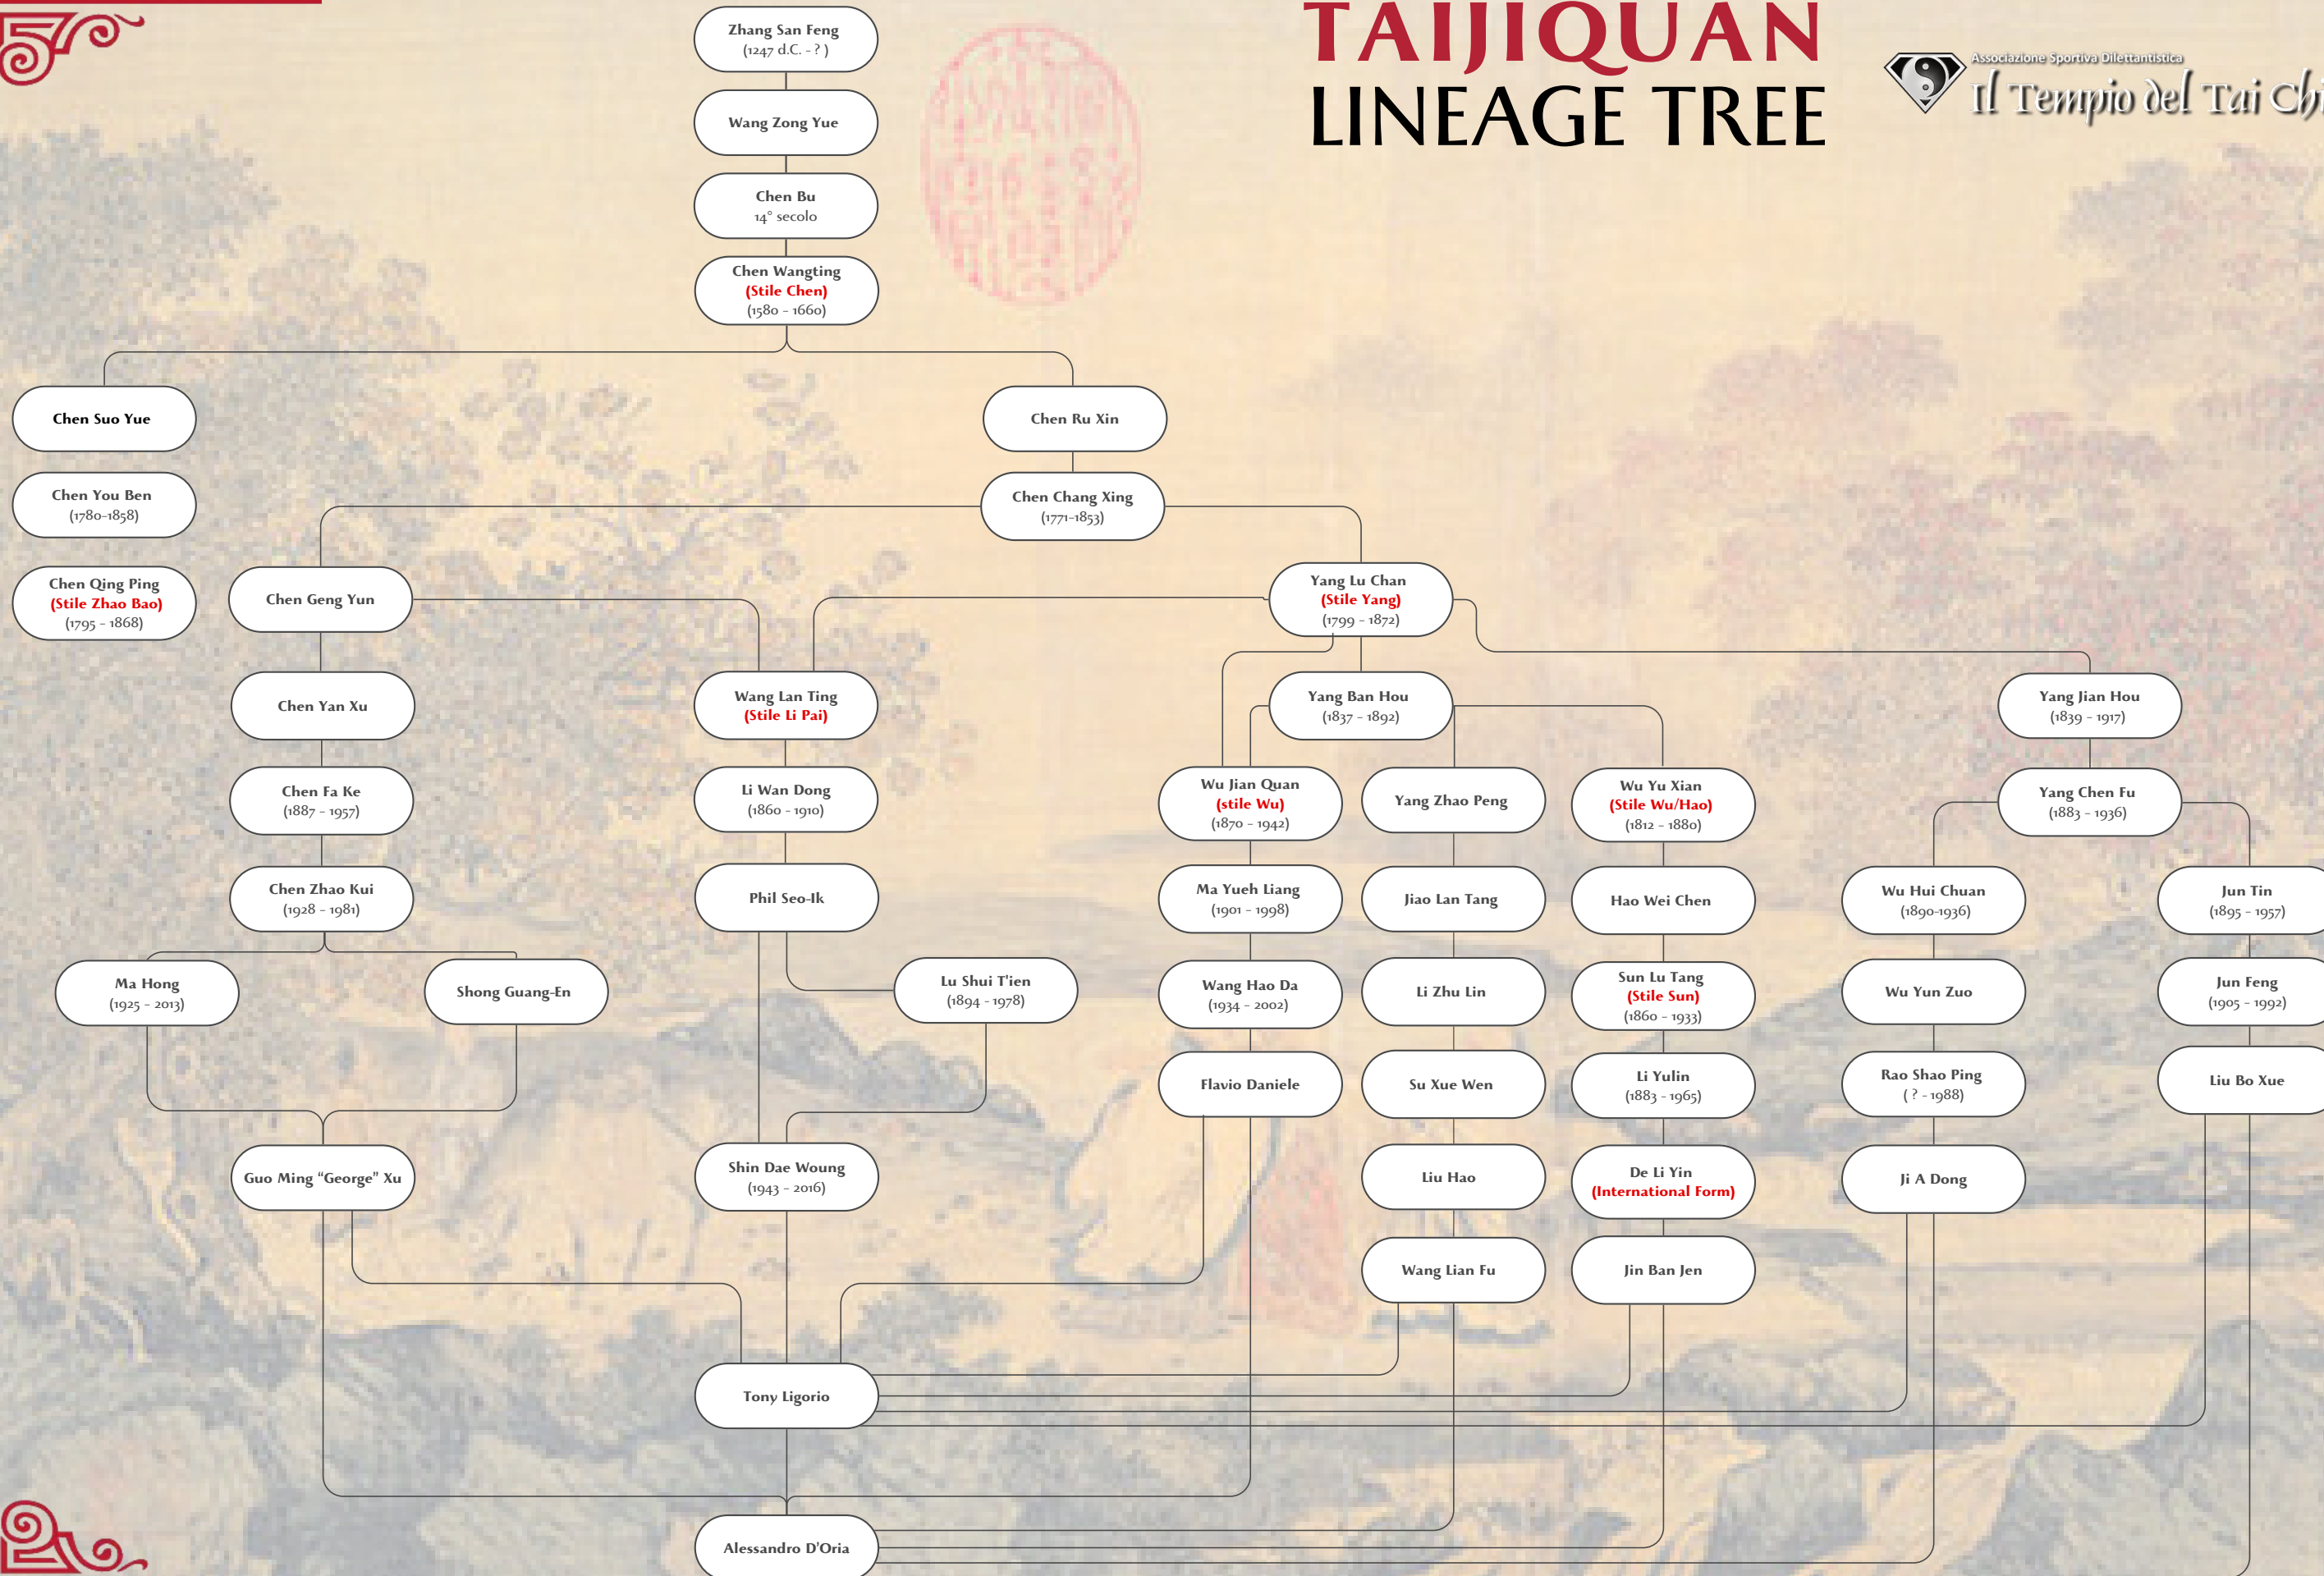 TAIJIQUAN
LINEAGE TREE
Associazione Sportiva Dilettantistica
Il Tempio del Tai Chi
Zhang San Feng
(1247 d.C. - ? )
Wang Zong Yue
Chen Bu
14° secolo
Chen Wangting
(Stile Chen)
(1580 - 1660)
Chen Suo Yue
Chen Ru Xin
Chen You Ben
(1780-1858)
Chen Chang Xing
(1771-1853)
Chen Qing Ping
(Stile Zhao Bao)
(1795 - 1868)
Chen Geng Yun
Yang Lu Chan
(Stile Yang)
(1799 - 1872)
Chen Yan Xu
Wang Lan Ting
(Stile Li Pai)
Yang Ban Hou
(1837 - 1892)
Yang Jian Hou
(1839 - 1917)
Chen Fa Ke
(1887 - 1957)
Li Wan Dong
(1860 - 1910)
Wu Jian Quan
(stile Wu)
(1870 - 1942)
Yang Zhao Peng
Wu Yu Xian
(Stile Wu/Hao)
(1812 - 1880)
Yang Chen Fu
(1883 - 1936)
Chen Zhao Kui
(1928 - 1981)
Phil Seo-Ik
Ma Yueh Liang
(1901 - 1998)
Jiao Lan Tang
Hao Wei Chen
Wu Hui Chuan
(1890-1936)
Jun Tin
(1895 - 1957)
Ma Hong
(1925 - 2013)
Shong Guang-En
Lu Shui T'ien
(1894 - 1978)
Wang Hao Da
(1934 - 2002)
Li Zhu Lin
Sun Lu Tang
(Stile Sun)
(1860 - 1933)
Wu Yun Zuo
Jun Feng
(1905 - 1992)
Flavio Daniele
Su Xue Wen
Li Yulin
(1883 - 1965)
Rao Shao Ping
( ? - 1988)
Liu Bo Xue
Guo Ming “George” Xu
Shin Dae Woung
(1943 - 2016)
Liu Hao
De Li Yin
(International Form)
Ji A Dong
Wang Lian Fu
Jin Ban Jen
Tony Ligorio
Alessandro D'Oria